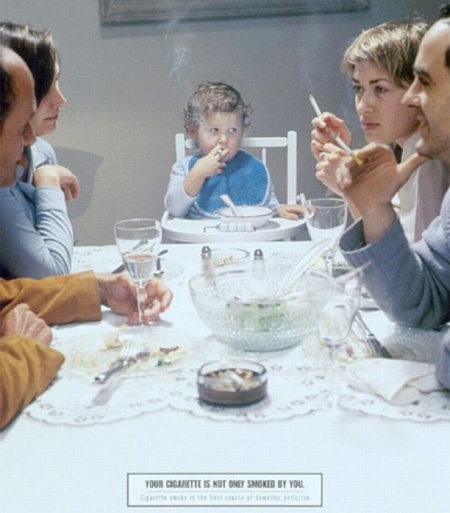 YOUR CIGARETTE IS NOT ONLY SMOKED BY YOU.
Cigarette smoke is the first source of domestic pollution